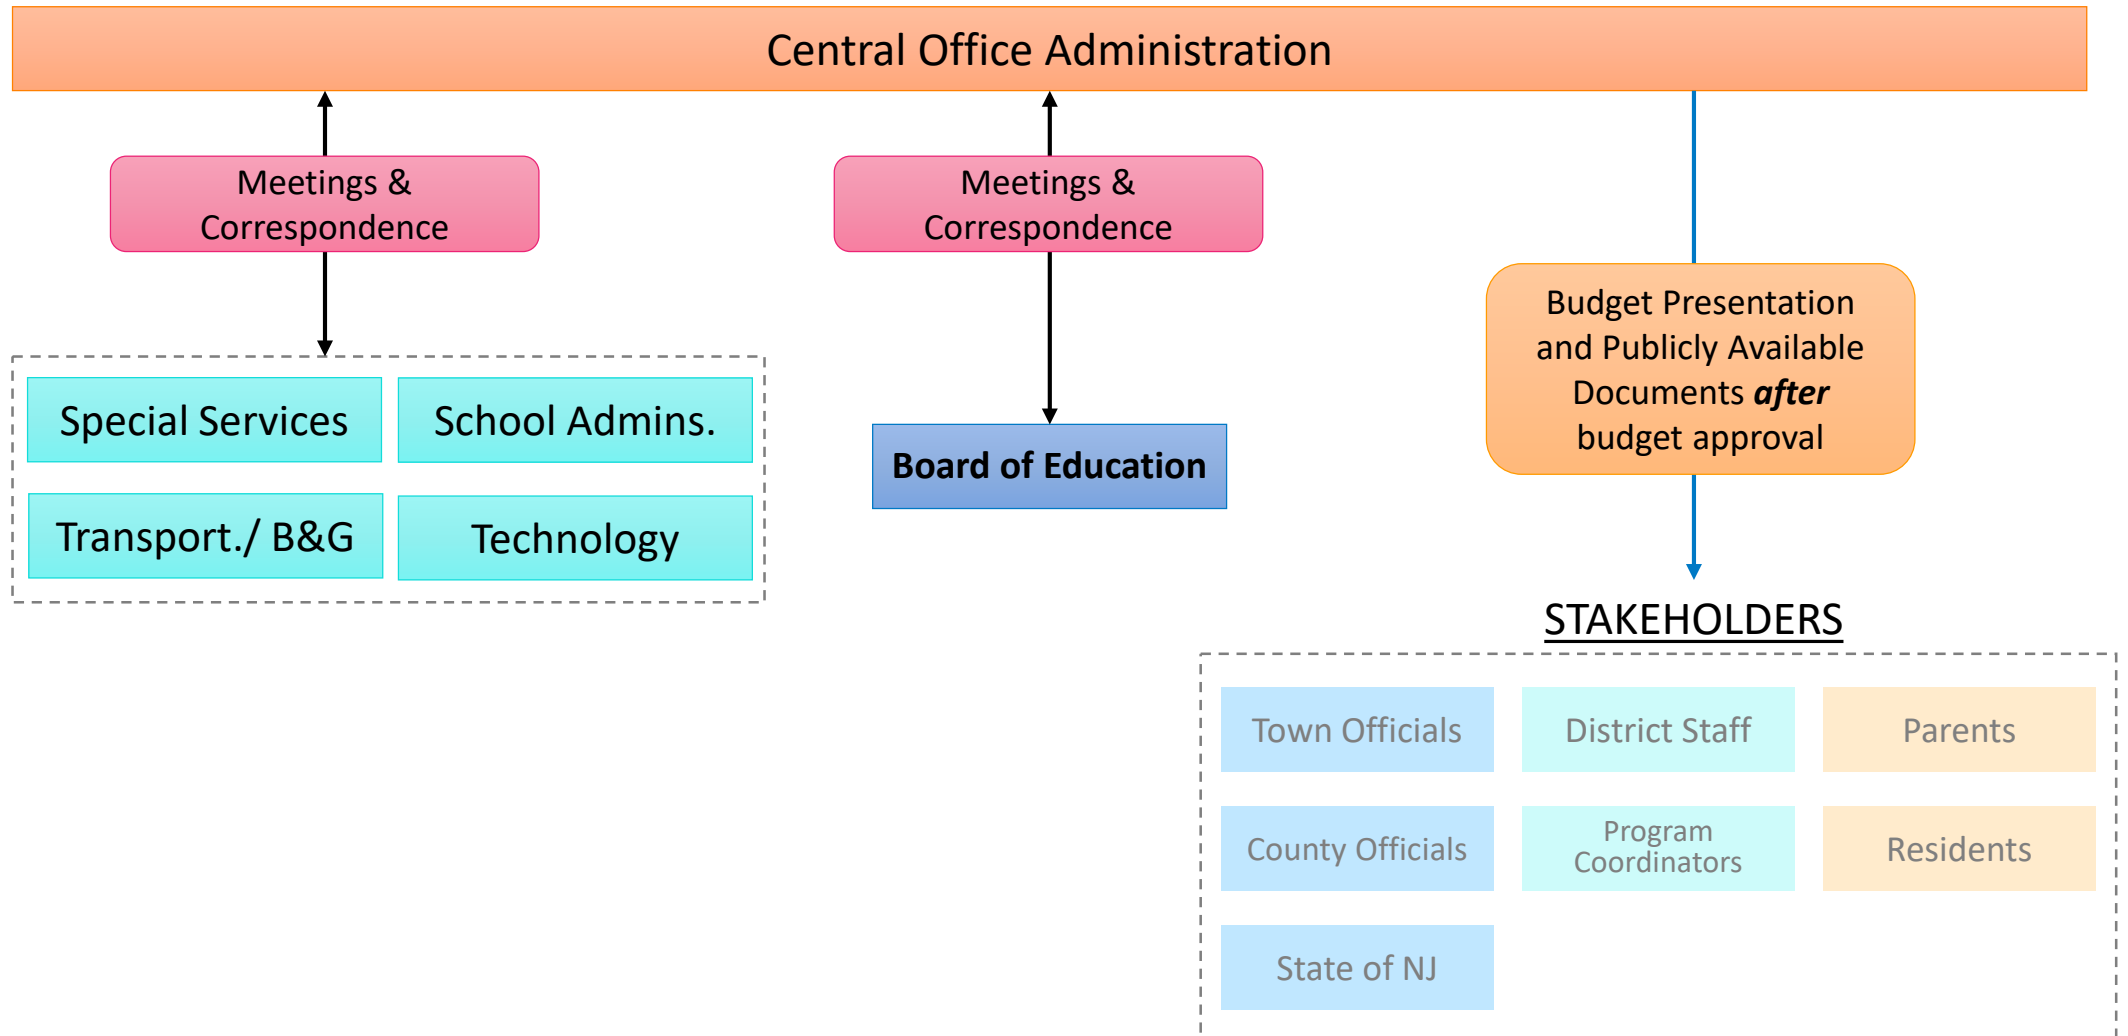 Central Office Administration
Meetings &
Correspondence
Meetings &
Correspondence
Budget Presentation
and Publicly Available
Documents after
budget approval
Special Services
School Admins.
Transport./ B&G
Technology
Board of Education
STAKEHOLDERS
Town Officials
District Staff
Parents
County Officials
Program
Coordinators
Residents
State of NJ